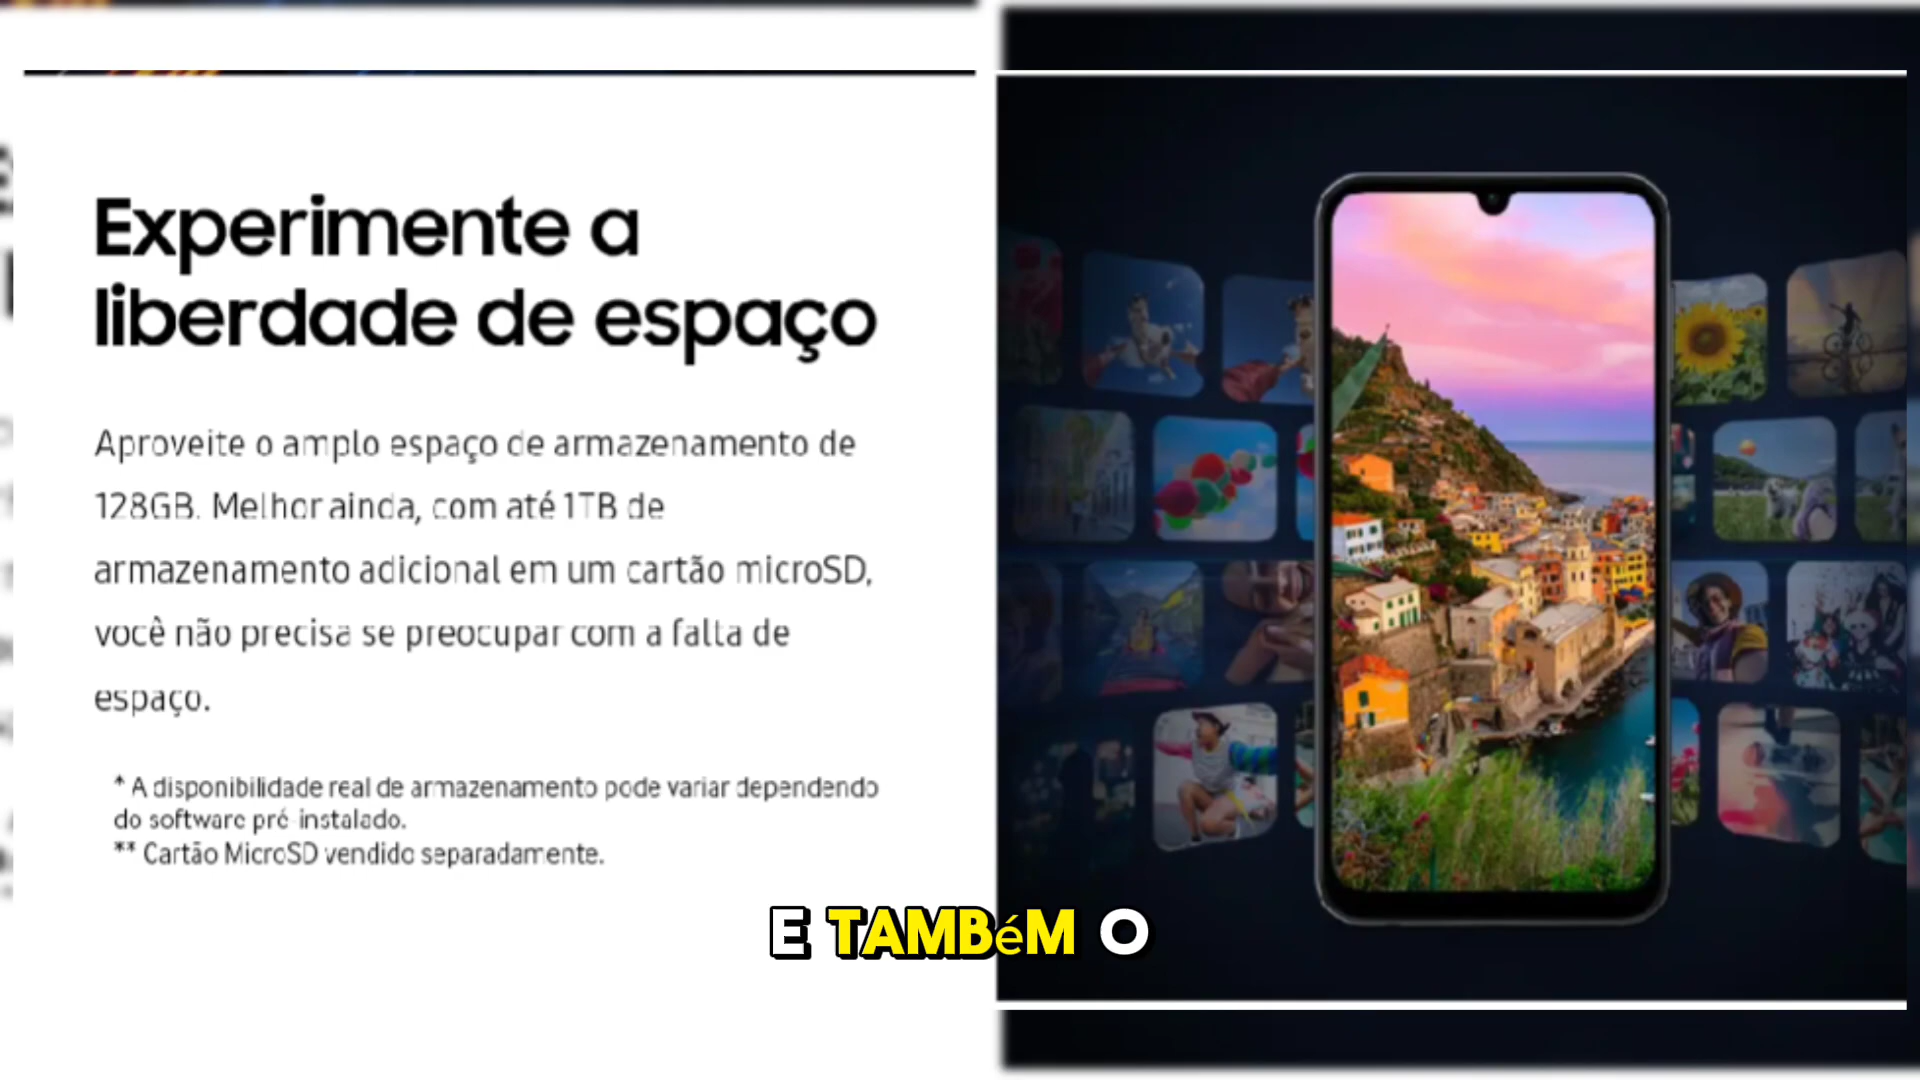 Experimente a
liberdade de espaço
Aproveite o amplo espaço de armazenamento de
128GB. Melhor ainda, com até 1TB de
armazenamento adicional em um cartão microSD,
você não precisa se preocupar com a falta de
espaço.
* A disponibilidade real de armazenamento pode variar dependendo
do software pré-instalado.
** Cartão MicroSD vendido separadamente.
E TAMBéM O